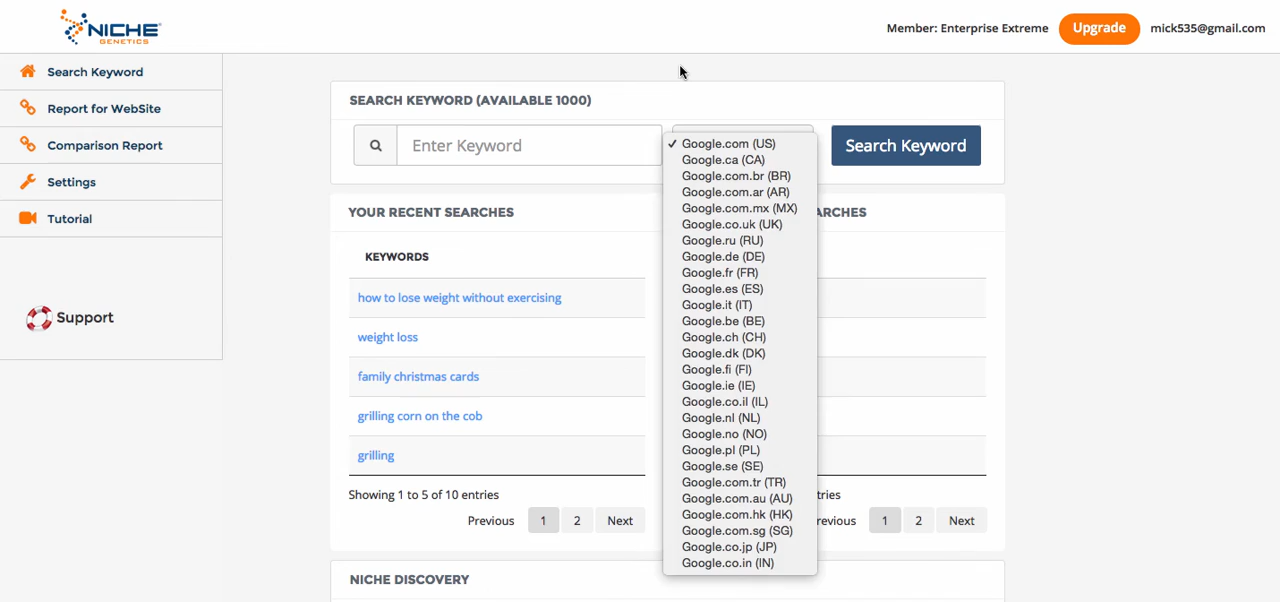 NICHE
GENETICS
Member: Enterprise Extreme
Upgrade
mick535@gmail.com
Search Keyword
Report for WebSite
Comparison Report
Settings
Tutorial
Support
SEARCH KEYWORD (AVAILABLE 1000)
Enter Keyword
Search Keyword
Google.com (US)
Google.ca (CA)
Google.com.br (BR)
Google.com.ar (AR)
Google.com.mx (MX)
Google.co.uk (UK)
Google.ru (RU)
Google.de (DE)
Google.fr (FR)
Google.es (ES)
Google.it (IT)
Google.be (BE)
Google.ch (CH)
Google.dk (DK)
Google.fi (FI)
Google.ie (IE)
Google.co.il (IL)
Google.nl (NL)
Google.no (NO)
Google.pl (PL)
Google.se (SE)
Google.com.tr (TR)
Google.com.au (AU)
Google.com.hk (HK)
Google.com.sg (SG)
Google.co.jp (JP)
Google.co.in (IN)
YOUR RECENT SEARCHES
KEYWORDS
how to lose weight without exercising
weight loss
family christmas cards
grilling corn on the cob
grilling
Showing 1 to 5 of 10 entries
Previous 1 2 Next
ARCHES
tries
revious 1 2 Next
NICHE DISCOVERY